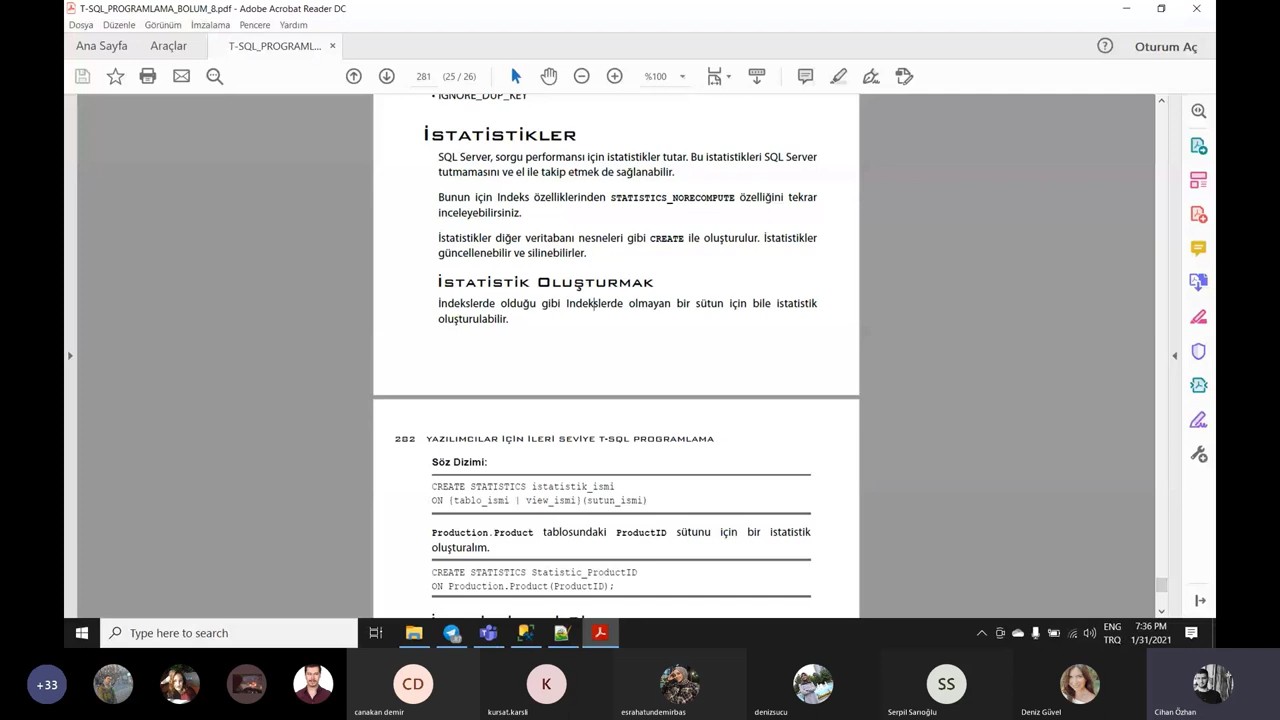 T-SQL_PROGRAMLAMA_BOLUM_8.pdf - Adobe Acrobat Reader DC
Dosya Düzenle Görünüm İmzalama Pencere Yardım
Ana Sayfa Araçlar T-SQL_PROGRAML... × Oturum Aç
281 (25 / 26) %100
• IGNORE_DUP_KEY
İSTATİSTİKLER
SQL Server, sorgu performansı için istatistikler tutar. Bu istatistikleri SQL Server
tutmamasını ve el ile takip etmek de sağlanabilir.
Bunun için Indeks özelliklerinden STATISTICS_NORECOMPUTE özelliğini tekrar
inceleyebilirsiniz.
İstatistikler diğer veritabanı nesneleri gibi CREATE ile oluşturulur. İstatistikler
güncellenebilir ve silinebilirler.
İSTATİSTİK OLUŞTURMAK
İndekslerde olduğu gibi Indekslerde olmayan bir sütun için bile istatistik
oluşturulabilir.
282 YAZILIMCILAR İÇİN İLERİ SEVİYE T-SQL PROGRAMLAMA
Söz Dizimi:
CREATE STATISTICS istatistik_ismi
ON {tablo_ismi | view_ismi}(sutun_ismi)
Production.Product tablosundaki ProductID sütunu için bir istatistik
oluşturalım.
CREATE STATISTICS Statistic_ProductID
ON Production.Product(ProductID);
Type here to search
ENG 7:36 PM
TRQ 1/31/2021
+33 CD K SS
canakan demir kursat.karsli esrahatundemirbas denizsucu Serpil Sarıoğlu Deniz Güvel Cihan Özhan